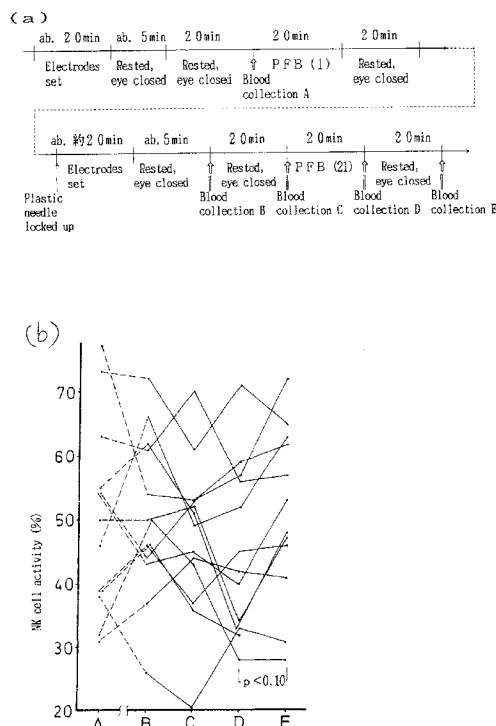 (a)
ab. 20min ab. 5min 20min 20min 20min
Electrodes set Rested, eye closed Rested, eye closed ⇧ PFB (1) Rested, eye closed
Blood collection A
ab. 約20min ab. 5min 20min 20min 20min
Electrodes set Rested, eye closed Rested, eye closed PFB (21) Rested, eye closed
Plastic needle locked up
Blood collection B Blood collection C Blood collection D Blood collection E
(b)
NK cell activity (%)
70
60
50
40
30
20
p <0.10
A B C D E